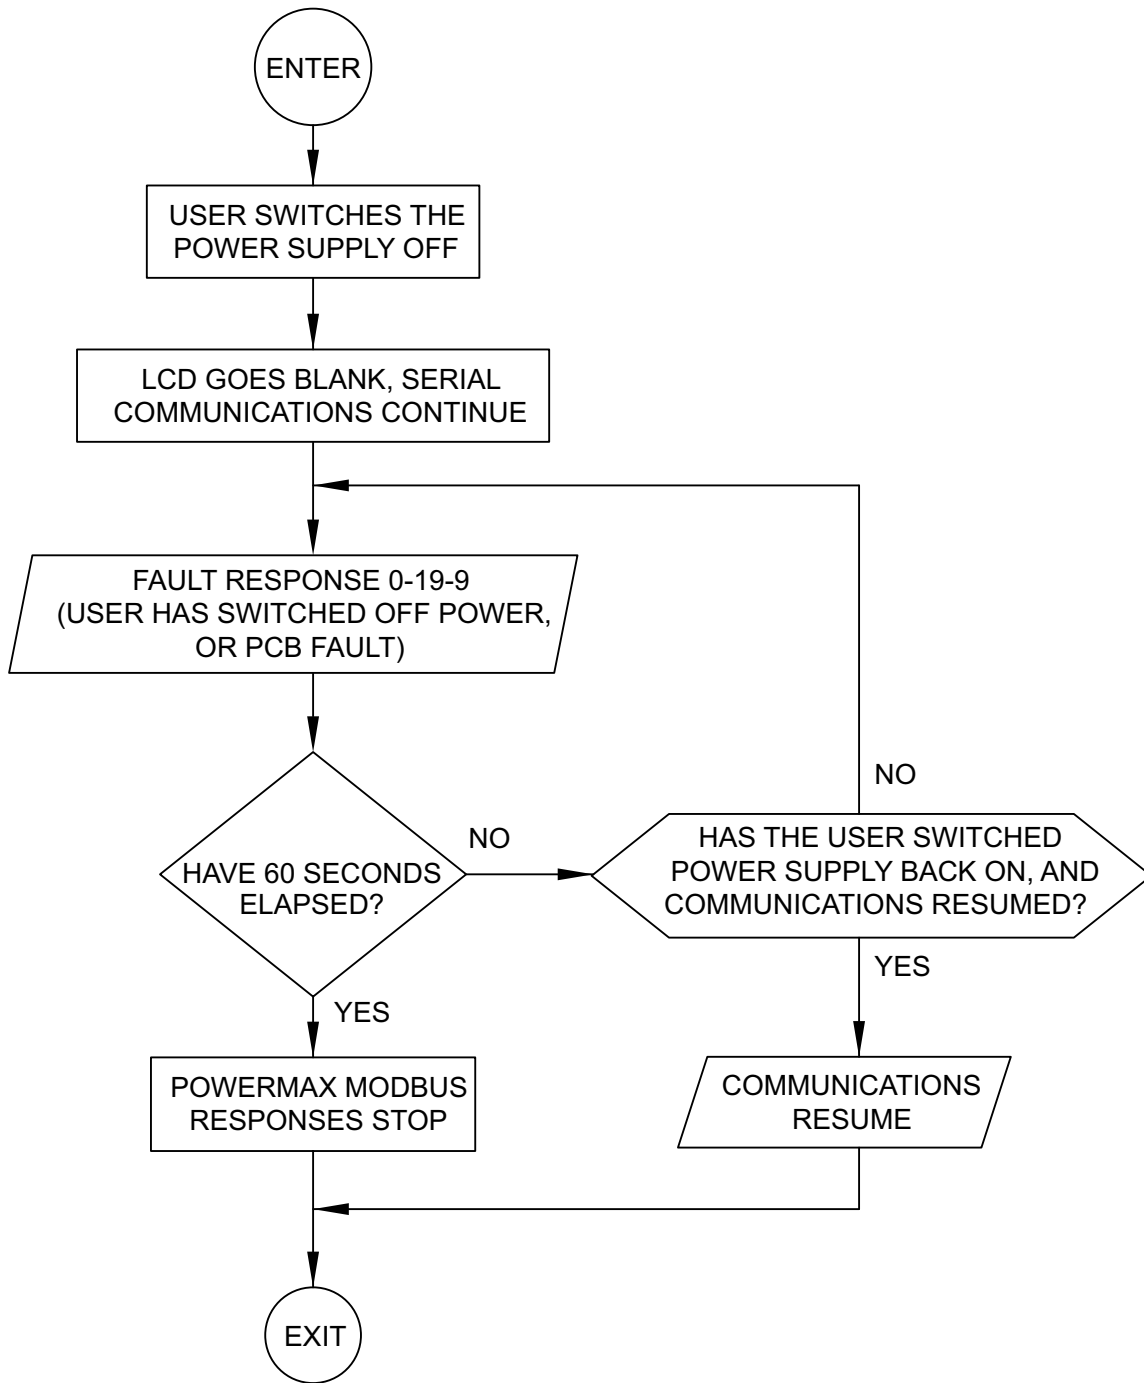 ENTER
USER SWITCHES THE
POWER SUPPLY OFF
LCD GOES BLANK, SERIAL
COMMUNICATIONS CONTINUE
FAULT RESPONSE 0-19-9
(USER HAS SWITCHED OFF POWER,
OR PCB FAULT)
HAVE 60 SECONDS
ELAPSED?
NO
HAS THE USER SWITCHED
POWER SUPPLY BACK ON, AND
COMMUNICATIONS RESUMED?
NO
YES
YES
POWERMAX MODBUS
RESPONSES STOP
COMMUNICATIONS
RESUME
EXIT